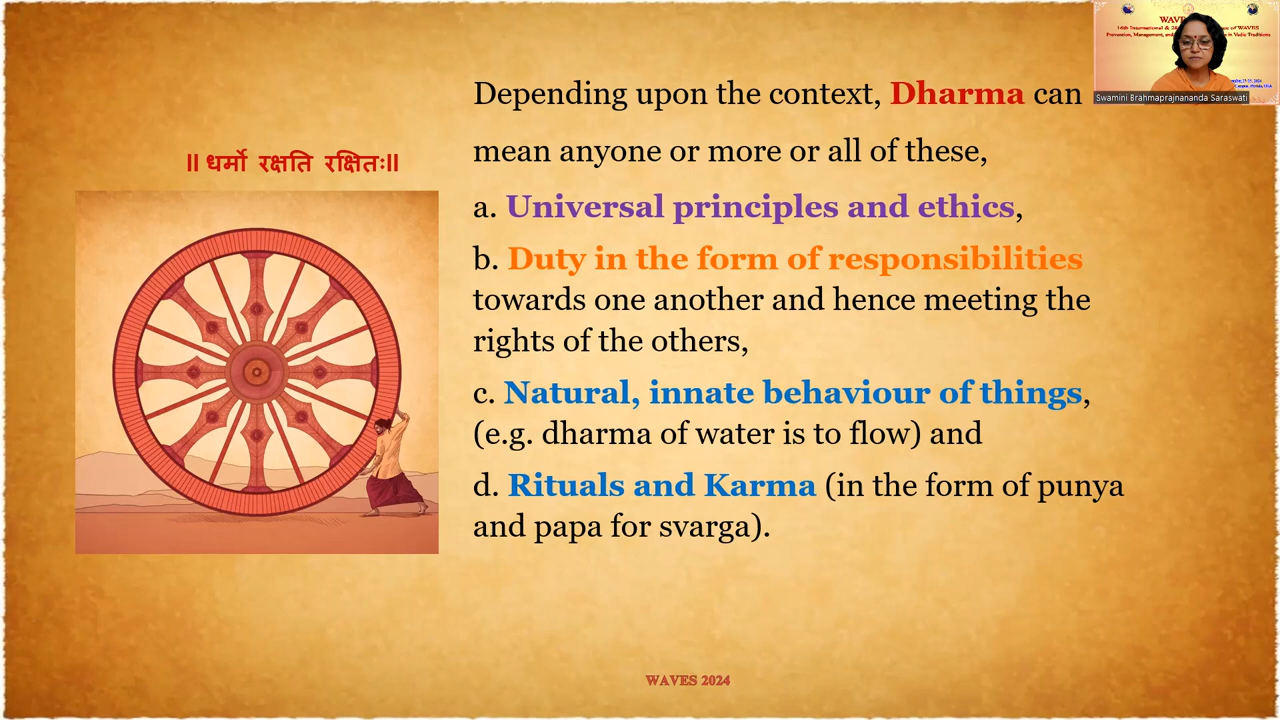 ॥ धर्मो रक्षति रक्षितः॥
Depending upon the context, Dharma can
mean anyone or more or all of these,
a. Universal principles and ethics,
b. Duty in the form of responsibilities
towards one another and hence meeting the
rights of the others,
c. Natural, innate behaviour of things,
(e.g. dharma of water is to flow) and
d. Rituals and Karma (in the form of punya
and papa for svarga).
WAVES 2024
Swamini Brahmaprajnananda Saraswati